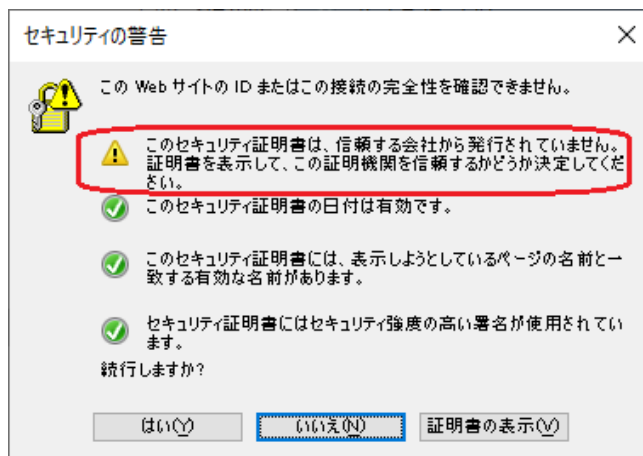 セキュリティの警告
この Web サイトの ID またはこの接続の完全性を確認できません。
このセキュリティ証明書は、信頼する会社から発行されていません。
証明書を表示して、この証明機関を信頼するかどうか決定してくだ
さい。
このセキュリティ証明書の日付は有効です。
このセキュリティ証明書には、表示しようとしているページの名前と一
致する有効な名前があります。
セキュリティ証明書にはセキュリティ強度の高い署名が使用されてい
ます。
続行しますか?
はい(Y) いいえ(N) 証明書の表示(V)